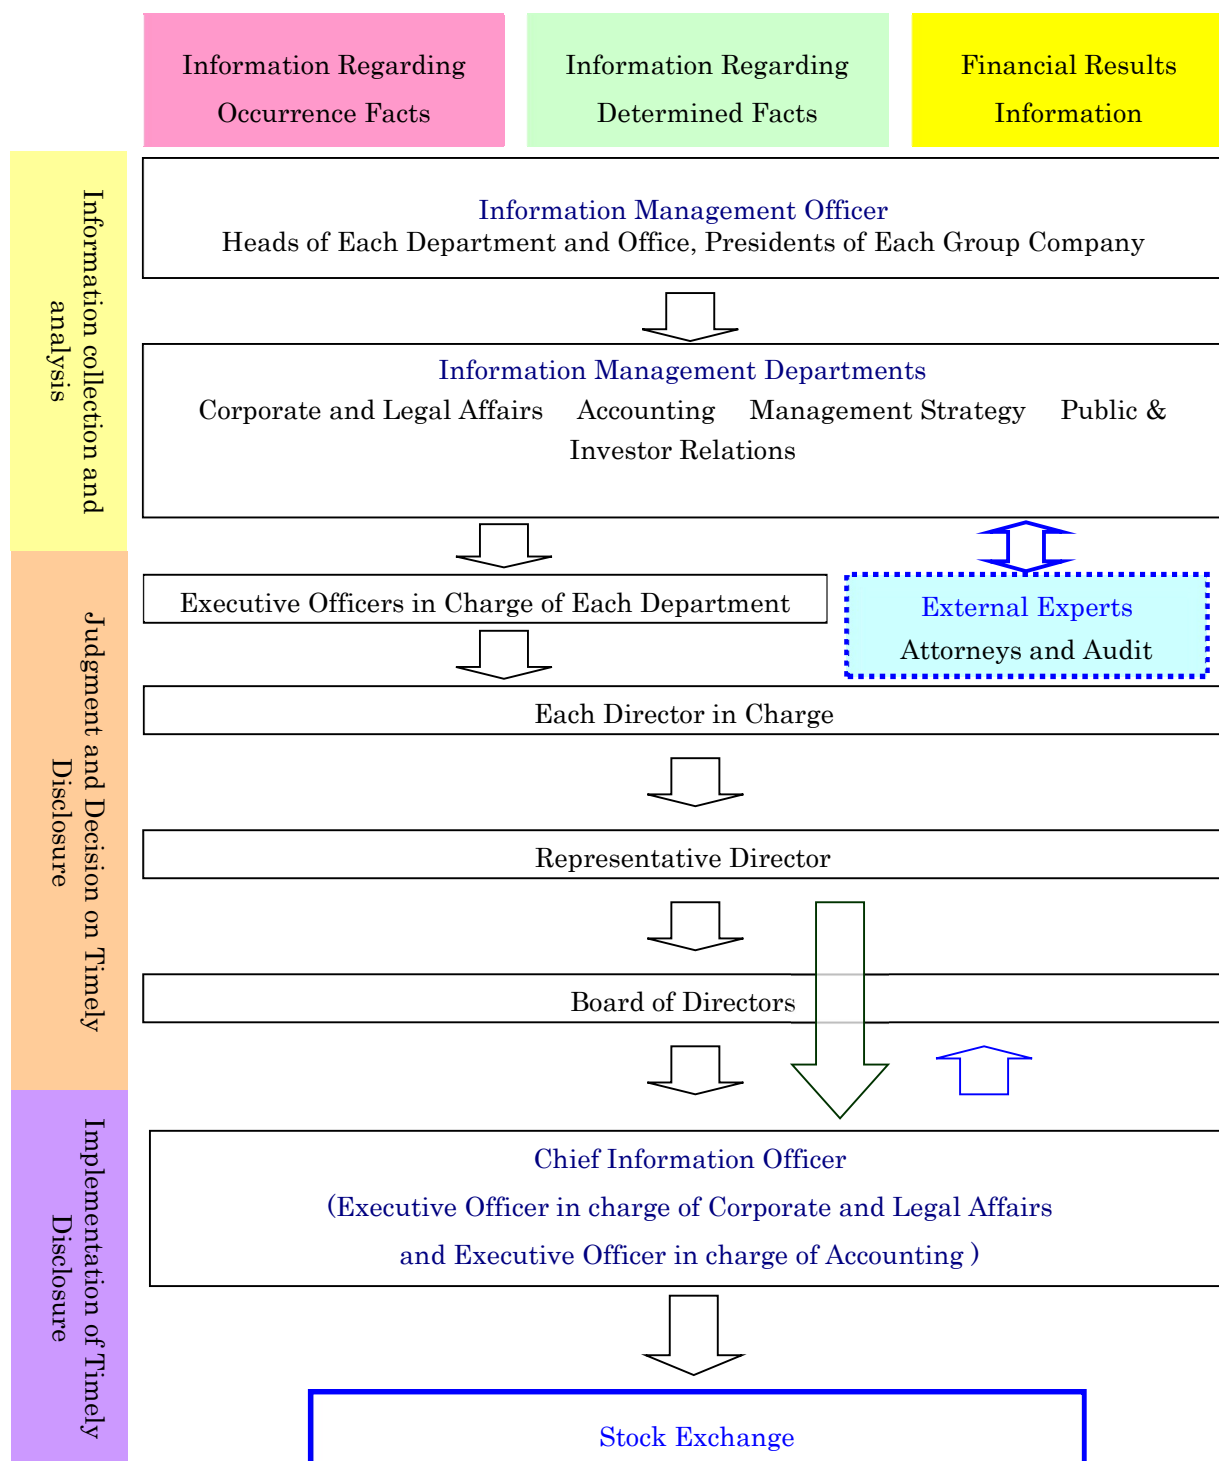 Information Regarding
Occurrence Facts
Information Regarding
Determined Facts
Financial Results
Information
Information collection and
analysis
Information Management Officer
Heads of Each Department and Office, Presidents of Each Group Company
Information Management Departments
Corporate and Legal Affairs Accounting Management Strategy Public &
Investor Relations
Judgment and Decision on Timely
Disclosure
Executive Officers in Charge of Each Department
External Experts
Attorneys and Audit
Each Director in Charge
Representative Director
Board of Directors
Implementation of Timely
Disclosure
Chief Information Officer
(Executive Officer in charge of Corporate and Legal Affairs
and Executive Officer in charge of Accounting )
Stock Exchange